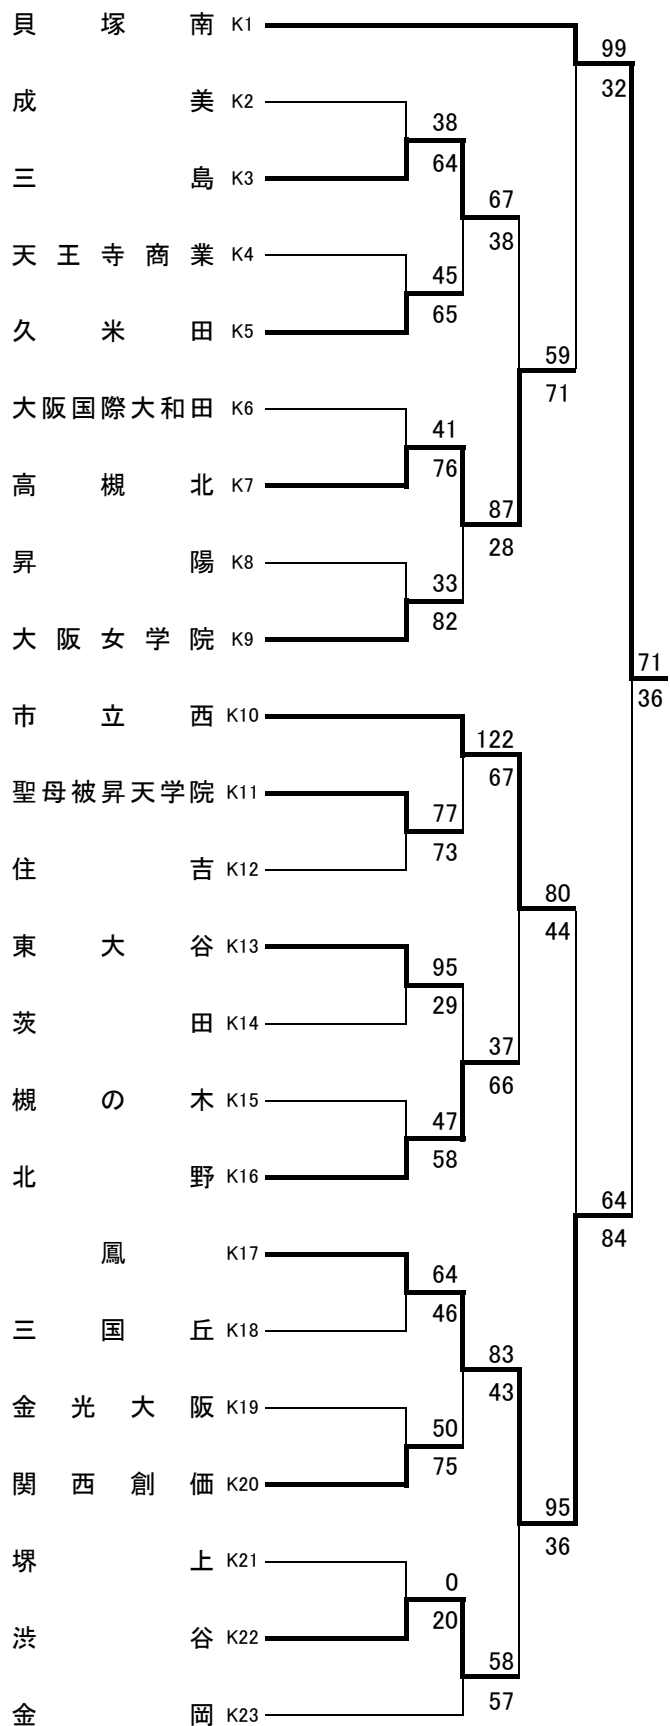 貝塚南 K1
99
32
成美 K2
38
64
三島 K3
67
38
天王寺商業 K4
45
65
久米田 K5
59
71
大阪国際大和田 K6
41
76
高槻北 K7
87
28
昇陽 K8
33
82
大阪女学院 K9
71
36
市立西 K10
122
67
聖母被昇天学院 K11
77
73
住吉 K12
80
44
東大谷 K13
95
29
茨田 K14
37
66
槻の木 K15
47
58
北野 K16
64
84
鳳 K17
64
46
三国丘 K18
83
43
金光大阪 K19
50
75
関西創価 K20
95
36
堺上 K21
0
20
渋谷 K22
58
57
金岡 K23